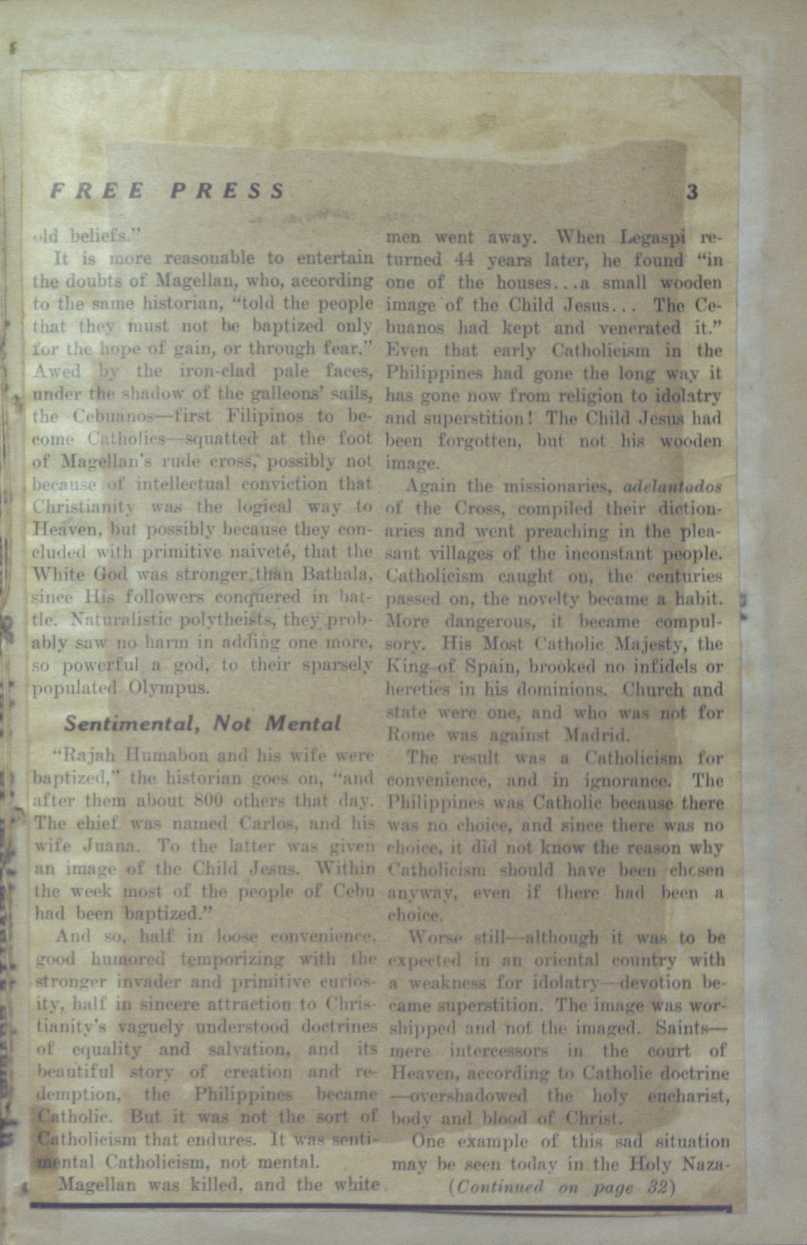 FREE PRESS
3
old beliefs."
It is more reasonable to entertain
the doubts of Magellan, who, according
to the same historian, "told the people
that they must not be baptized only
for the hope of gain, or through fear."
Awed by the iron-clad pale faces,
under the shadow of the galleons' sails,
the Cebuanos—first Filipinos to be-
come Catholics—squatted at the foot
of Magellan's rude cross, possibly not
because of intellectual conviction that
Christianity was the logical way to
Heaven, but possibly because they con-
cluded with primitive naiveté, that the
White God was stronger than Bathala,
since His followers conquered in bat-
tle. Naturalistic polytheists, they prob-
ably saw no harm in adding one more,
so powerful a god, to their sparsely
populated Olympus.
Sentimental, Not Mental
"Rajah Humabon and his wife were
baptized," the historian goes on, "and
after them about 800 others that day.
The chief was named Carlos, and his
wife Juana. To the latter was given
an image of the Child Jesus. Within
the week most of the people of Cebu
had been baptized."
And so, half in loose convenience,
good humored temporizing with the
stronger invader and primitive curios-
ity, half in sincere attraction to Chris-
tianity's vaguely understood doctrines
of equality and salvation, and its
beautiful story of creation and re-
demption, the Philippines became
Catholic. But it was not the sort of
Catholicism that endures. It was senti-
mental Catholicism, not mental.
Magellan was killed, and the white
men went away. When Legaspi re-
turned 44 years later, he found "in
one of the houses...a small wooden
image of the Child Jesus... The Ce-
buanos had kept and venerated it."
Even that early Catholicism in the
Philippines had gone the long way it
has gone now from religion to idolatry
and superstition! The Child Jesus had
been forgotten, but not his wooden
image.
Again the missionaries, adelantados
of the Cross, compiled their diction-
aries and went preaching in the plea-
sant villages of the inconstant people.
Catholicism caught on, the centuries
passed on, the novelty became a habit.
More dangerous, it became compul-
sory. His Most Catholic Majesty, the
King of Spain, brooked no infidels or
heretics in his dominions. Church and
state were one, and who was not for
Rome was against Madrid.
The result was a Catholicism for
convenience, and in ignorance. The
Philippines was Catholic because there
was no choice, and since there was no
choice, it did not know the reason why
Catholicism should have been chosen
anyway, even if there had been a
choice.
Worse still—although it was to be
expected in an oriental country with
a weakness for idolatry—devotion be-
came superstition. The image was wor-
shipped and not the imaged. Saints—
mere intercessors in the court of
Heaven, according to Catholic doctrine
—overshadowed the holy eucharist,
body and blood of Christ.
One example of this sad situation
may be seen today in the Holy Naza-
(Continued on page 32)